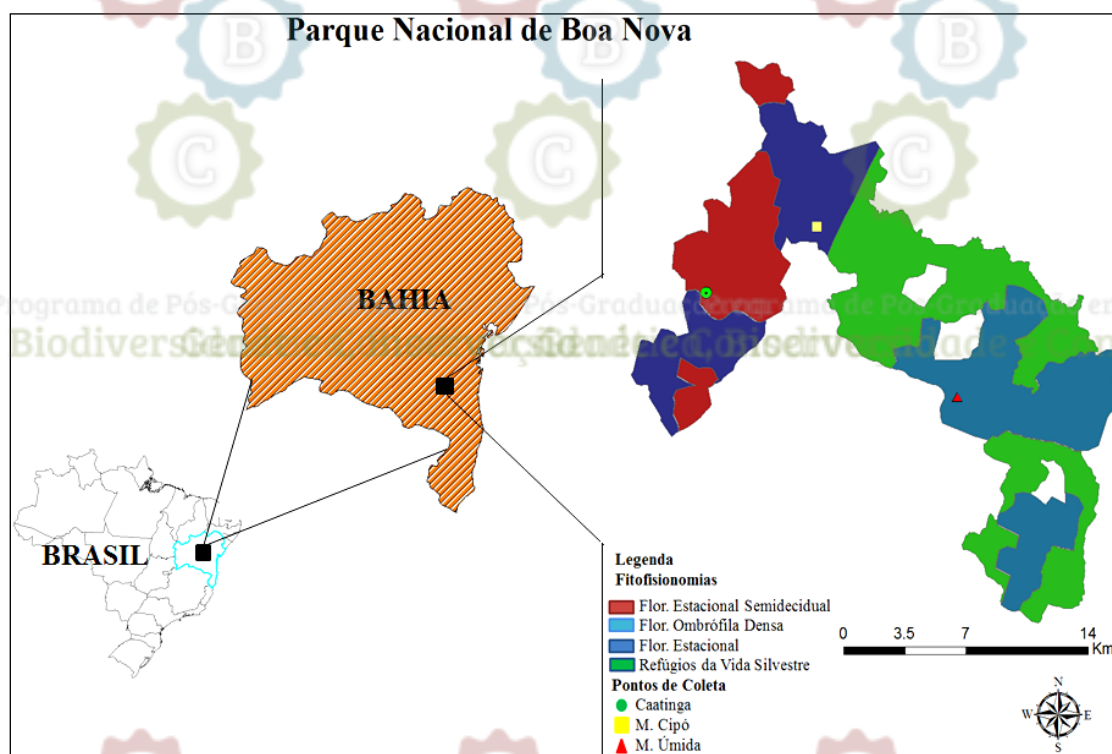 Parque Nacional de Boa Nova
B
B
C
C
BAHIA
BRASIL
Legenda
Fitofisionomias
Flor. Estacional Semidecidual
Flor. Ombrófila Densa
Flor. Estacional
Refúgios da Vida Silvestre
Pontos de Coleta
Caatinga
M. Cipó
M. Úmida
0 3.5 7 14
Km
N
W E
S